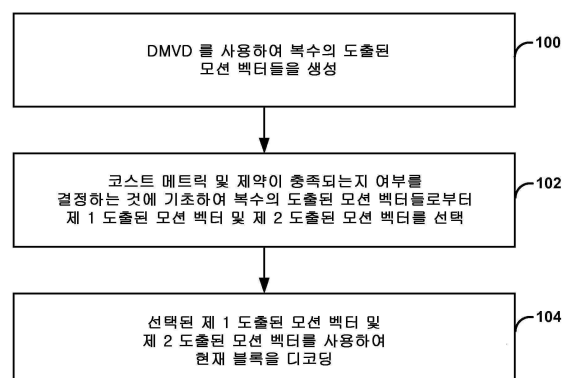 DMVD 를 사용하여 복수의 도출된
모션 벡터들을 생성
100
코스트 메트릭 및 제약이 충족되는지 여부를
결정하는 것에 기초하여 복수의 도출된 모션 벡터들로부터
제 1 도출된 모션 벡터 및 제 2 도출된 모션 벡터를 선택
102
선택된 제 1 도출된 모션 벡터 및
제 2 도출된 모션 벡터를 사용하여
현재 블록을 디코딩
104